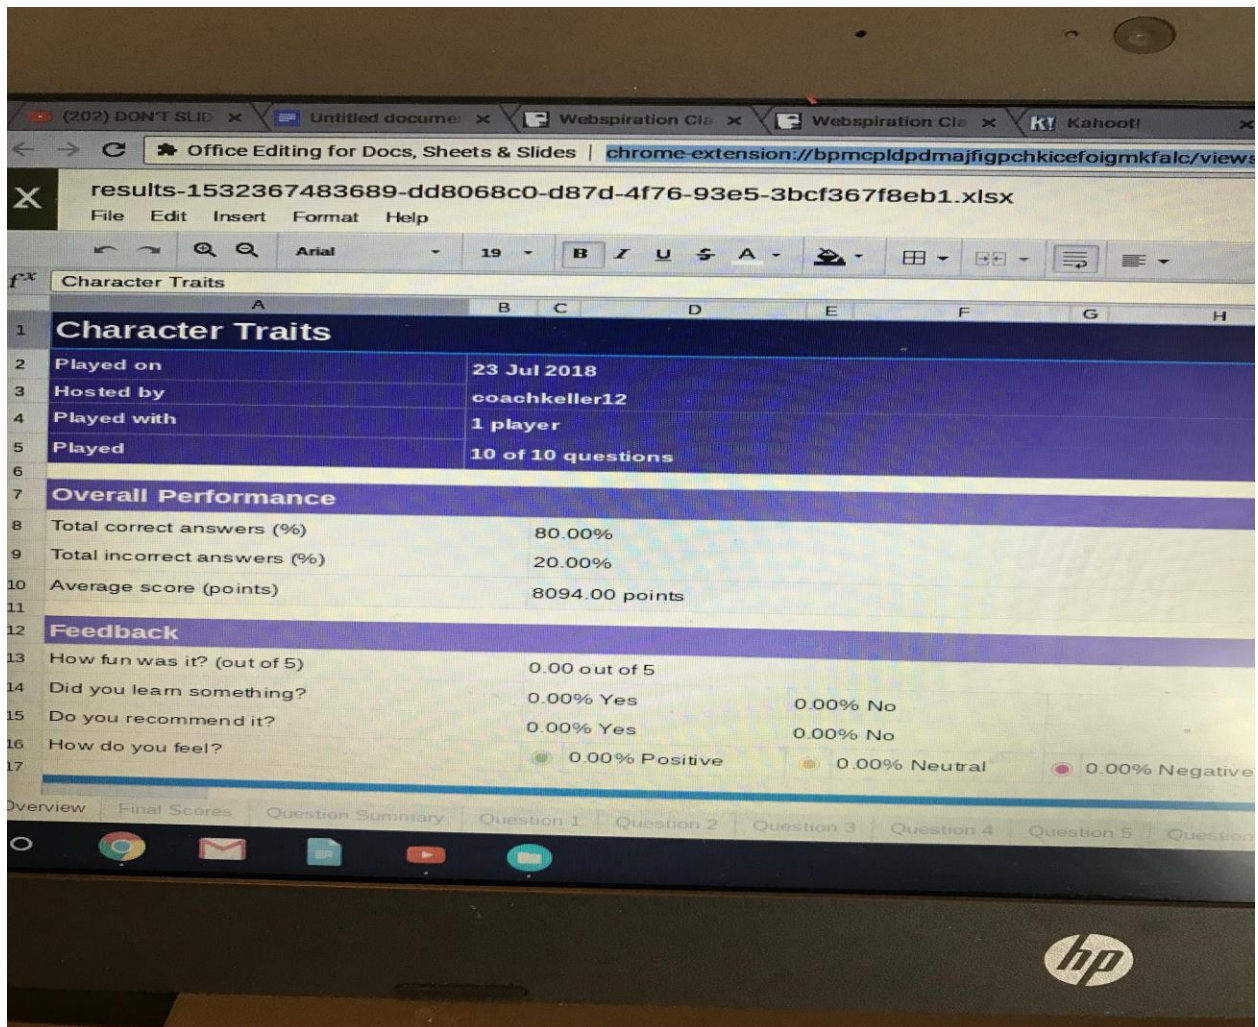 (202) DON'T SLID Untitled docume Webspiration Cla Webspiration Cla K! Kahoot!
Office Editing for Docs, Sheets & Slides | chrome-extension://bpmcpldpdmajfigpchkicefoigmkfalc/views
X results-1532367483689-dd8068c0-d87d-4f76-93e5-3bcf367f8eb1.xlsx
File Edit Insert Format Help
Arial 19 B I U S A
fx Character Traits
A B C D E F G H
1 Character Traits
2 Played on 23 Jul 2018
3 Hosted by coachkeller12
4 Played with 1 player
5 Played 10 of 10 questions
6
7 Overall Performance
8 Total correct answers (%) 80.00%
9 Total incorrect answers (%) 20.00%
10 Average score (points) 8094.00 points
11
12 Feedback
13 How fun was it? (out of 5) 0.00 out of 5
14 Did you learn something? 0.00% Yes 0.00% No
15 Do you recommend it? 0.00% Yes 0.00% No
16 How do you feel? 0.00% Positive 0.00% Neutral 0.00% Negative
17
Overview Final Scores Question Summary Question 1 Question 2 Question 3 Question 4 Question 5 Question
hp